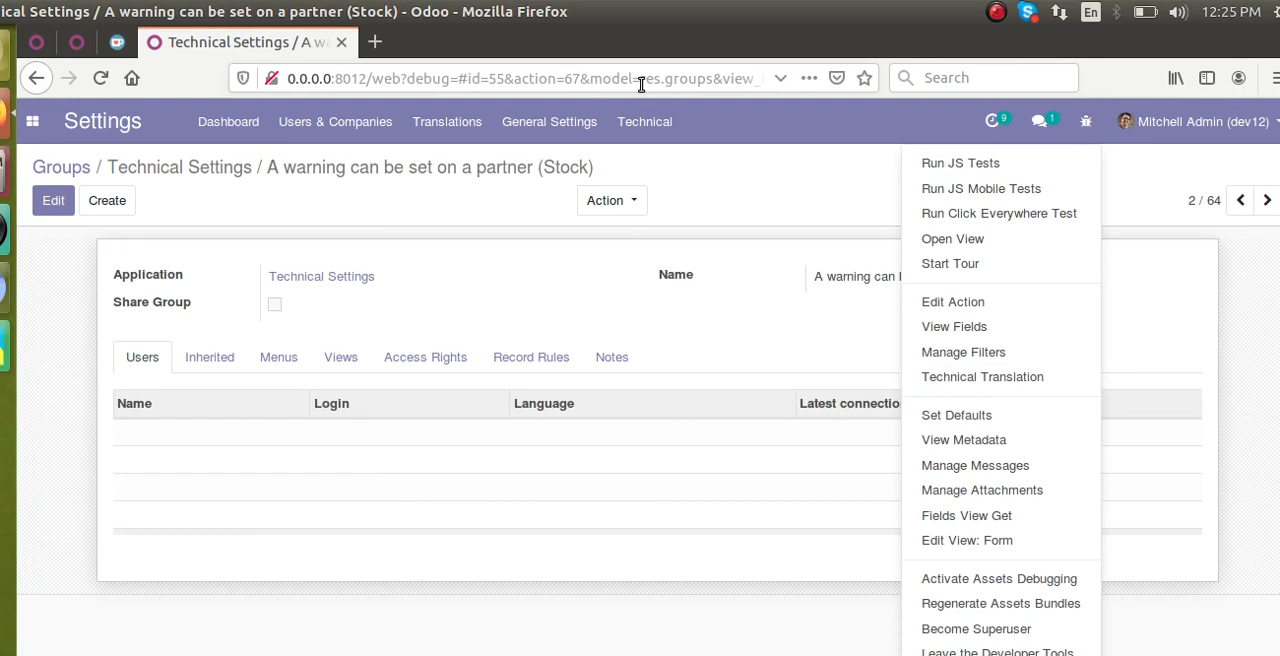 ical Settings / A warning can be set on a partner (Stock) - Odoo - Mozilla Firefox
En
12:25 PM
Technical Settings / A wa
0.0.0.0:8012/web?debug=#id=55&action=67&model=res.groups&view_
Search
Settings
Dashboard
Users & Companies
Translations
General Settings
Technical
9
1
Mitchell Admin (dev12)
Groups / Technical Settings / A warning can be set on a partner (Stock)
Edit
Create
Action
2 / 64
Application
Technical Settings
Name
A warning can
Share Group
Users
Inherited
Menus
Views
Access Rights
Record Rules
Notes
Name
Login
Language
Latest connectio
Run JS Tests
Run JS Mobile Tests
Run Click Everywhere Test
Open View
Start Tour
Edit Action
View Fields
Manage Filters
Technical Translation
Set Defaults
View Metadata
Manage Messages
Manage Attachments
Fields View Get
Edit View: Form
Activate Assets Debugging
Regenerate Assets Bundles
Become Superuser
Leave the Developer Tools